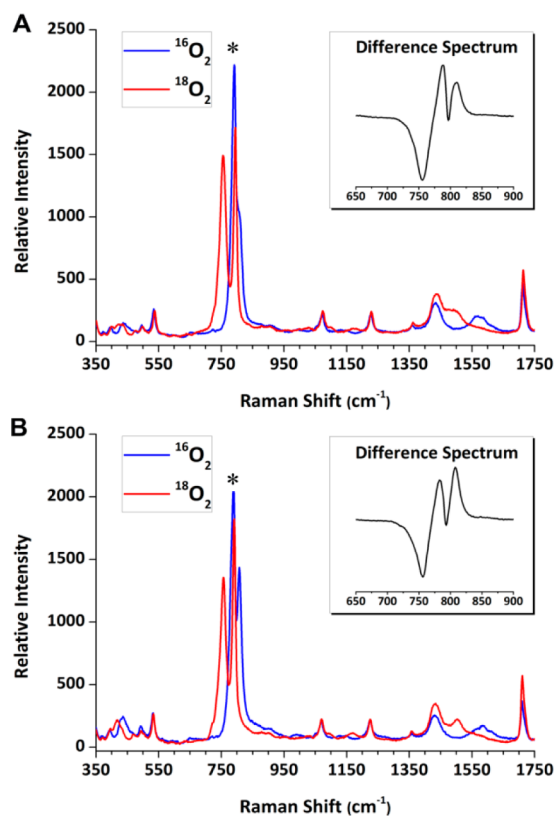 A
2500
2000
1500
1000
500
0
Relative Intensity
¹⁶O₂
¹⁸O₂
*
Difference Spectrum
650 700 750 800 850 900
350 550 750 950 1150 1350 1550 1750
Raman Shift (cm⁻¹)
B
2500
2000
1500
1000
500
0
Relative Intensity
¹⁶O₂
¹⁸O₂
*
Difference Spectrum
650 700 750 800 850 900
350 550 750 950 1150 1350 1550 1750
Raman Shift (cm⁻¹)